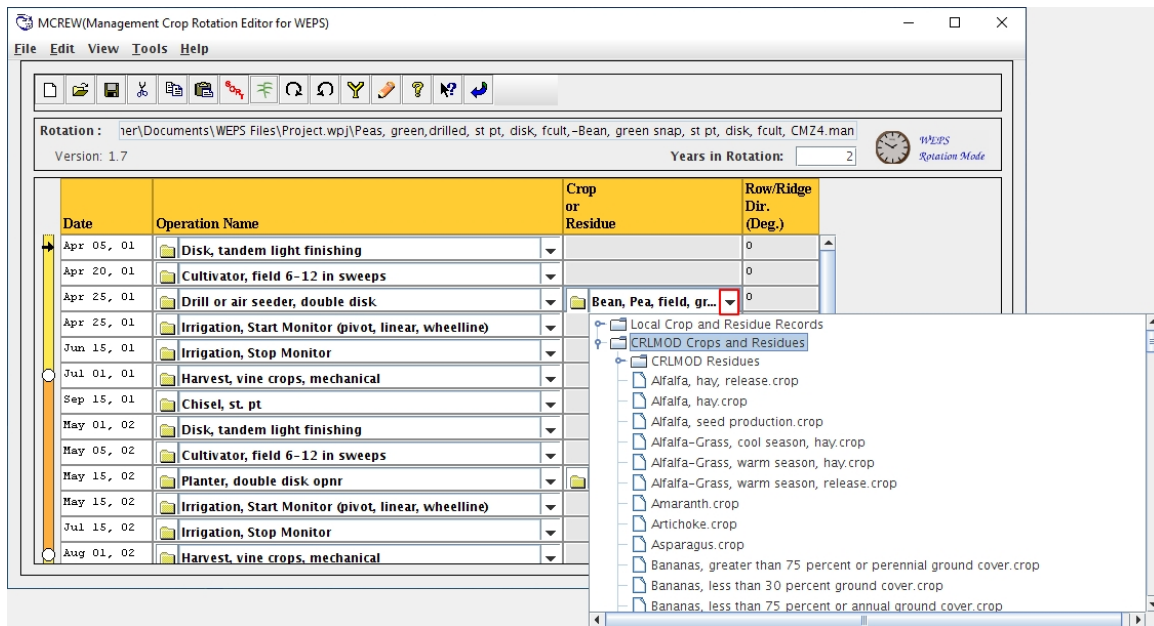 MCREW(Management Crop Rotation Editor for WEPS)
File Edit View Tools Help
SORT
Rotation : ner\Documents\WEPS Files\Project.wpj\Peas, green,drilled, st pt, disk, fcult,-Bean, green snap, st pt, disk, fcult, CMZ4.man
Version: 1.7
Years in Rotation: 2
WEPS
Rotation Mode
Date
Operation Name
Crop
or
Residue
Row/Ridge
Dir.
(Deg.)
Apr 05, 01 Disk, tandem light finishing 0
Apr 20, 01 Cultivator, field 6-12 in sweeps 0
Apr 25, 01 Drill or air seeder, double disk Bean, Pea, field, gr... 0
Apr 25, 01 Irrigation, Start Monitor (pivot, linear, wheelline)
Jun 15, 01 Irrigation, Stop Monitor
Jul 01, 01 Harvest, vine crops, mechanical
Sep 15, 01 Chisel, st. pt
May 01, 02 Disk, tandem light finishing
May 05, 02 Cultivator, field 6-12 in sweeps
May 15, 02 Planter, double disk opnr
May 15, 02 Irrigation, Start Monitor (pivot, linear, wheelline)
Jul 15, 02 Irrigation, Stop Monitor
Aug 01, 02 Harvest, vine crops, mechanical
Local Crop and Residue Records
CRLMOD Crops and Residues
CRLMOD Residues
Alfalfa, hay, release.crop
Alfalfa, hay.crop
Alfalfa, seed production.crop
Alfalfa-Grass, cool season, hay.crop
Alfalfa-Grass, warm season, hay.crop
Alfalfa-Grass, warm season, release.crop
Amaranth.crop
Artichoke.crop
Asparagus.crop
Bananas, greater than 75 percent or perennial ground cover.crop
Bananas, less than 30 percent ground cover.crop
Bananas, less than 75 percent or annual ground cover.crop